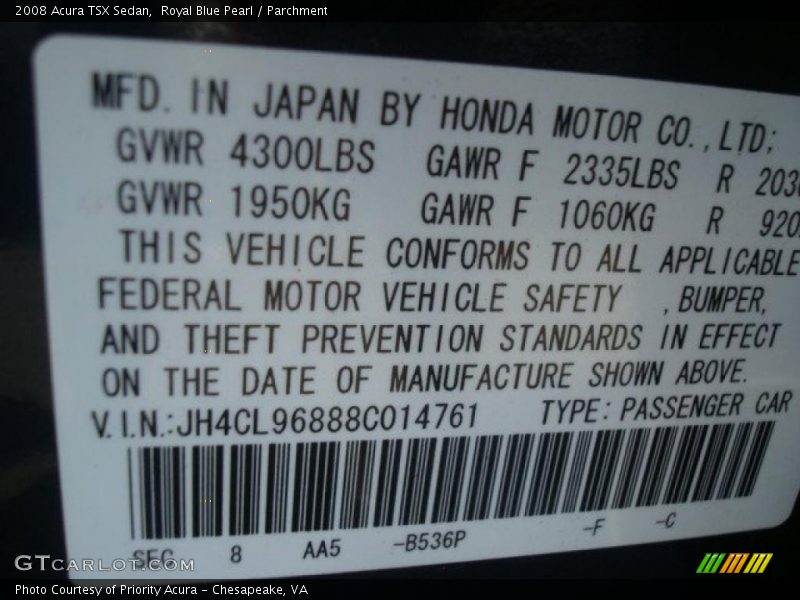 2008 Acura TSX Sedan, Royal Blue Pearl / Parchment
MFD. IN JAPAN BY HONDA MOTOR CO.,LTD;
GVWR 4300LBS GAWR F 2335LBS R 203
GVWR 1950KG GAWR F 1060KG R 920
THIS VEHICLE CONFORMS TO ALL APPLICABLE
FEDERAL MOTOR VEHICLE SAFETY ,BUMPER,
AND THEFT PREVENTION STANDARDS IN EFFECT
ON THE DATE OF MANUFACTURE SHOWN ABOVE.
V.I.N.:JH4CL96888C014761 TYPE: PASSENGER CAR
SEC 8 AA5 -B536P -F -C
GTCARLOT.COM
Photo Courtesy of Priority Acura - Chesapeake, VA